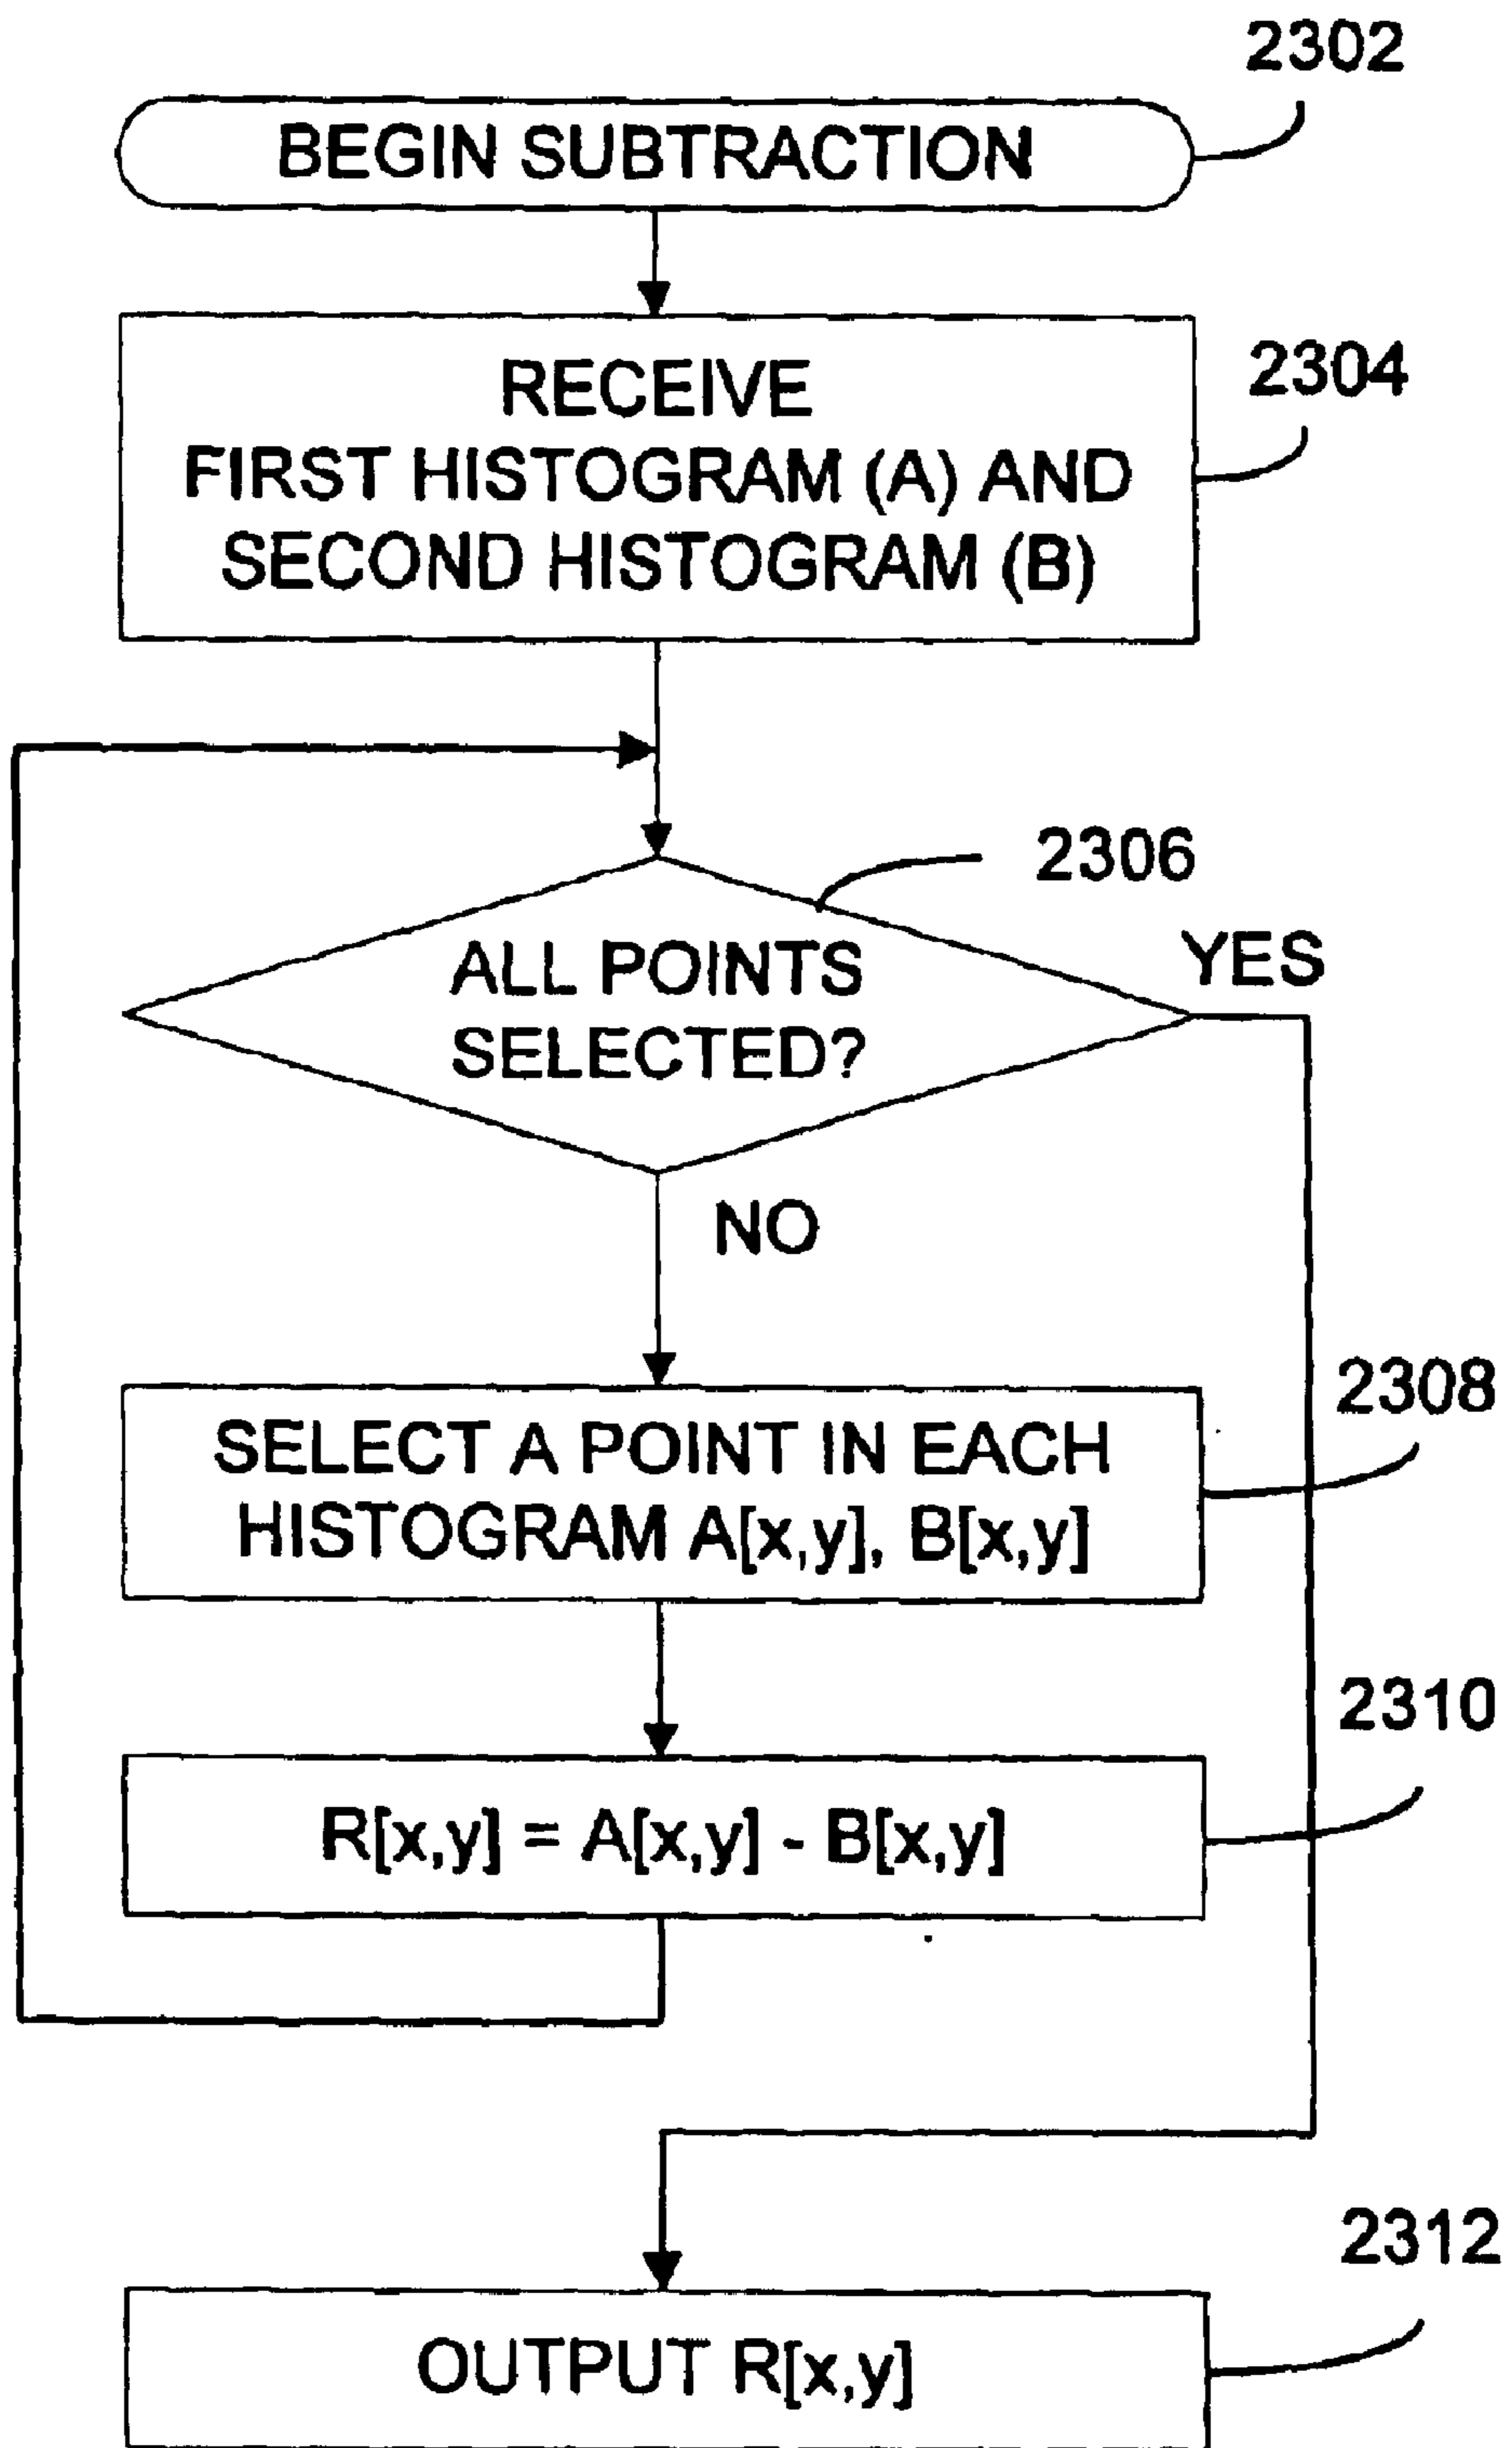 2302
BEGIN SUBTRACTION
2304
RECEIVE
FIRST HISTOGRAM (A) AND
SECOND HISTOGRAM (B)
2306
ALL POINTS
SELECTED?
YES
NO
2308
SELECT A POINT IN EACH
HISTOGRAM A[x,y], B[x,y]
2310
R[x,y] = A[x,y] - B[x,y]
2312
OUTPUT R[x,y]